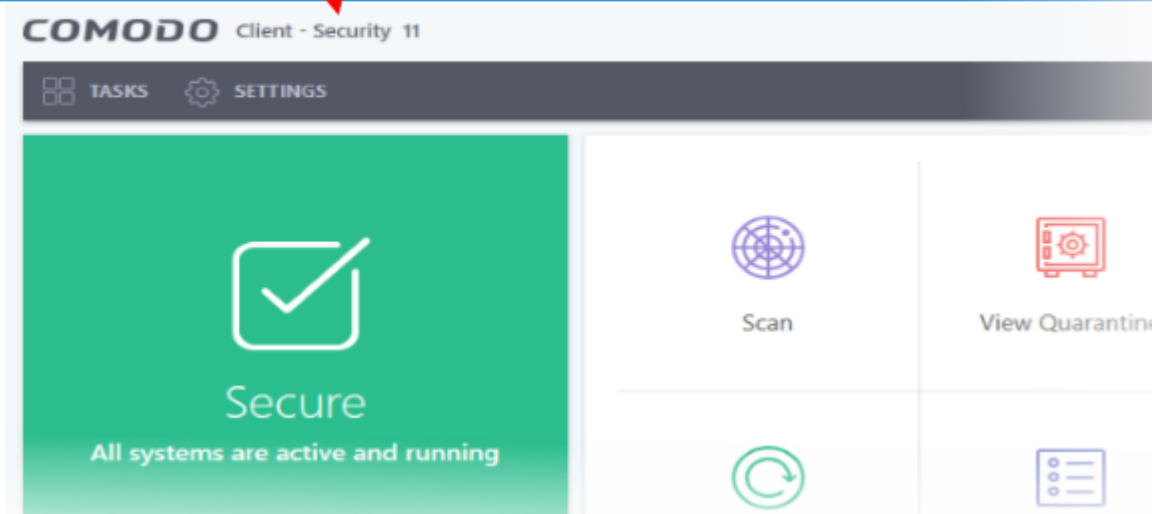 COMODO Client - Security 11
TASKS SETTINGS
Secure
All systems are active and running
Scan
View Quarantine